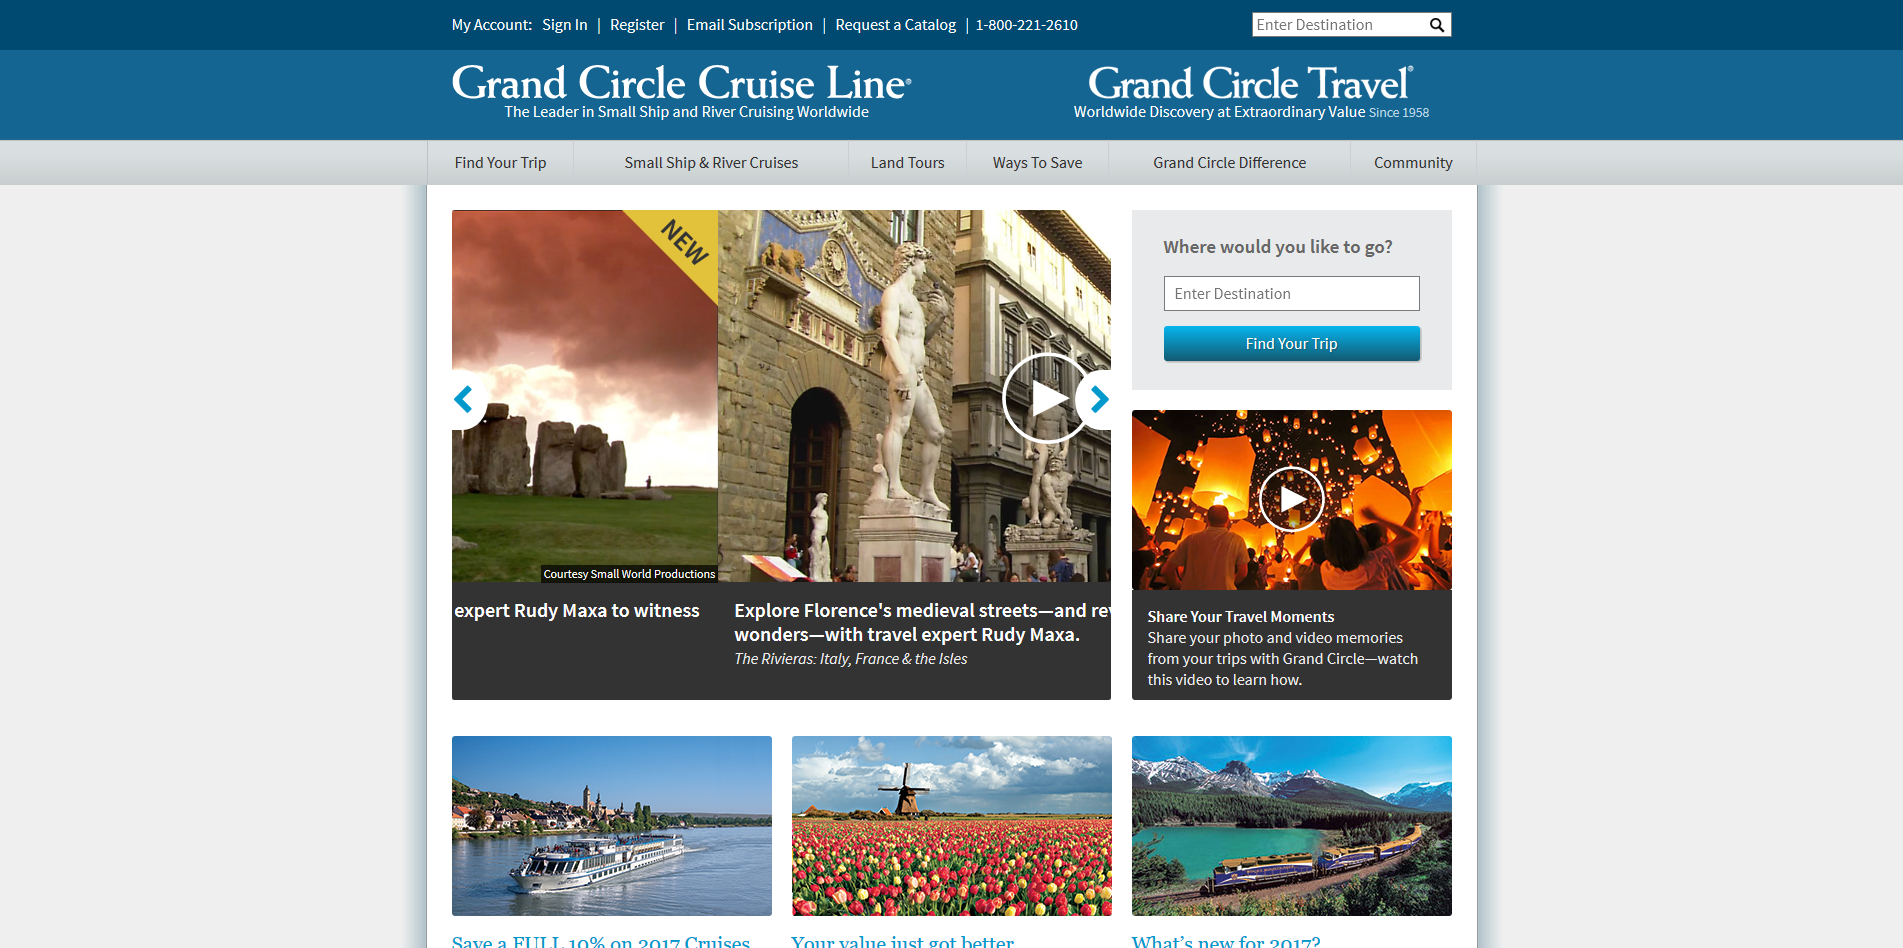 My Account: Sign In | Register | Email Subscription | Request a Catalog | 1-800-221-2610
Enter Destination
Grand Circle Cruise Line®
The Leader in Small Ship and River Cruising Worldwide
Grand Circle Travel®
Worldwide Discovery at Extraordinary Value Since 1958
Find Your Trip
Small Ship & River Cruises
Land Tours
Ways To Save
Grand Circle Difference
Community
NEW
Courtesy Small World Productions
expert Rudy Maxa to witness
Explore Florence's medieval streets—and re
wonders—with travel expert Rudy Maxa.
The Rivieras: Italy, France & the Isles
Where would you like to go?
Enter Destination
Find Your Trip
Share Your Travel Moments
Share your photo and video memories
from your trips with Grand Circle—watch
this video to learn how.
Save a FULL 10% on 2017 Cruises
Your value just got better
What's new for 2017?